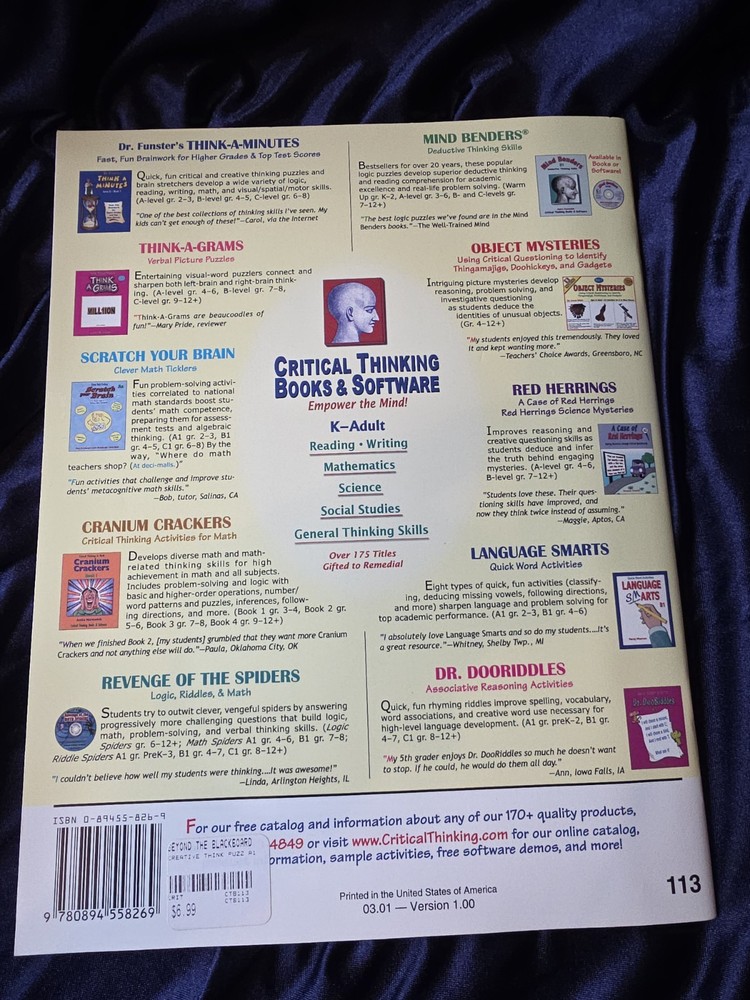 Dr. Funster's THINK-A-MINUTES
Fast, Fun Brainwork for Higher Grades & Top Test Scores
Quick, fun critical and creative thinking puzzles and
brain stretchers develop a wide variety of logic,
reading, writing, math, and visual/spatial/motor skills.
(A-level gr. 2–3, B-level gr. 4–5, C-level gr. 6–8)
"One of the best collections of thinking skills I've seen. My
kids can't get enough of these!"—Carol, via the Internet
THINK-A-GRAMS
Verbal Picture Puzzles
THINK
A
GRAMS
MILL1ION
Entertaining visual-word puzzlers connect and
sharpen both left-brain and right-brain think-
ing. (A-level gr. 4–6, B-level gr. 7–8,
C-level gr. 9–12+)
"Think-A-Grams are beaucoodles of
fun!"—Mary Pride, reviewer
SCRATCH YOUR BRAIN
Clever Math Ticklers
Scratch
your Brain
Fun problem-solving activi-
ties correlated to national
math standards boost stu-
dents' math competence,
preparing them for assess-
ment tests and algebraic
thinking. (A1 gr. 2–3, B1
gr. 4–5, C1 gr. 6–8) By the
way, "Where do math
teachers shop? (At deci-malls.)"
"Fun activities that challenge and improve stu-
dents' metacognitive math skills."
—Bob, tutor, Salinas, CA
CRANIUM CRACKERS
Critical Thinking Activities for Math
Cranium
Crackers
Develops diverse math and math-
related thinking skills for high
achievement in math and all subjects.
Includes problem-solving and logic with
basic and higher-order operations, number/
word patterns and puzzles, inferences, follow-
ing directions, and more. (Book 1 gr. 3–4, Book 2 gr.
5–6, Book 3 gr. 7–8, Book 4 gr. 9–12+)
"When we finished Book 2, [my students] grumbled that they want more Cranium
Crackers and not anything else will do."—Paula, Oklahoma City, OK
REVENGE OF THE SPIDERS
Logic, Riddles, & Math
Students try to outwit clever, vengeful spiders by answering
progressively more challenging questions that build logic,
math, problem-solving, and verbal thinking skills. (Logic
Spiders gr. 6–12+; Math Spiders A1 gr. 4–6, B1 gr. 7–8;
Riddle Spiders A1 gr. PreK–3, B1 gr. 4–7, C1 gr. 8–12+)
"I couldn't believe how well my students were thinking....It was awesome!"
—Linda, Arlington Heights, IL
CRITICAL THINKING
BOOKS & SOFTWARE
Empower the Mind!
K–Adult
Reading • Writing
Mathematics
Science
Social Studies
General Thinking Skills
Over 175 Titles
Gifted to Remedial
MIND BENDERS®
Deductive Thinking Skills
Bestsellers for over 20 years, these popular
logic puzzles develop superior deductive thinking
and reading comprehension for academic
excellence and real-life problem solving. (Warm
Up gr. K–2, A-level gr. 3–6, B- and C-levels gr.
7–12+)
"The best logic puzzles we've found are in the Mind
Benders books."—The Well-Trained Mind
Mind Benders
Available in
Books or
Software!
OBJECT MYSTERIES
Using Critical Questioning to Identify
Thingamajigs, Doohickeys, and Gadgets
Intriguing picture mysteries develop
reasoning, problem solving, and
investigative questioning
as students deduce the
identities of unusual objects.
(Gr. 4–12+)
OBJECT MYSTERIES
"My students enjoyed this tremendously. They loved
it and kept wanting more."
—Teachers' Choice Awards, Greensboro, NC
RED HERRINGS
A Case of Red Herrings
Red Herrings Science Mysteries
Improves reasoning and
creative questioning skills as
students deduce and infer
the truth behind engaging
mysteries. (A-level gr. 4–6,
B-level gr. 7–12+)
A Case of
Red Herrings
"Students love these. Their ques-
tioning skills have improved, and
now they think twice instead of assuming."
—Maggie, Aptos, CA
LANGUAGE SMARTS
Quick Word Activities
Eight types of quick, fun activities (classify-
ing, deducing missing vowels, following directions,
and more) sharpen language and problem solving for
top academic performance. (A1 gr. 2–3, B1 gr. 4–6)
LANGUAGE
SMARTS
B1
"I absolutely love Language Smarts and so do my students....It's
a great resource."—Whitney, Shelby Twp., MI
DR. DOORIDDLES
Associative Reasoning Activities
Quick, fun rhyming riddles improve spelling, vocabulary,
word associations, and creative word use necessary for
high-level language development. (A1 gr. preK–2, B1 gr.
4–7, C1 gr. 8–12+)
Dr. DooRiddles
"My 5th grader enjoys Dr. DooRiddles so much he doesn't want
to stop. If he could, he would do them all day."
—Ann, Iowa Falls, IA
ISBN 0-89455-826-9
9 780894 558269
BEYOND THE BLACKBOARD
CREATIVE THINK PUZZ A1
CRIT
CTB113
CTB113
$6.99
For our free catalog and information about any of our 170+ quality products,
4849 or visit www.CriticalThinking.com for our online catalog,
ormation, sample activities, free software demos, and more!
Printed in the United States of America
03.01 — Version 1.00
113